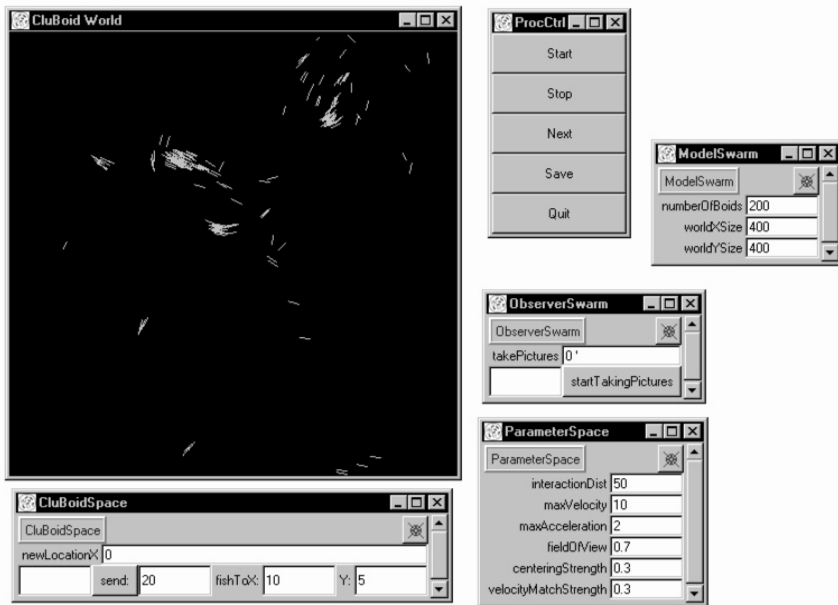 CluBoid World
ProcCtrl
Start
Stop
Next
Save
Quit
ModelSwarm
ModelSwarm
numberOfBoids 200
worldXSize 400
worldYSize 400
ObserverSwarm
ObserverSwarm
takePictures 0'
startTakingPictures
ParameterSpace
ParameterSpace
interactionDist 50
maxVelocity 10
maxAcceleration 2
fieldOfView 0.7
centeringStrength 0.3
velocityMatchStrength 0.3
CluBoidSpace
CluBoidSpace
newLocationX 0
send: 20 fishToX: 10 Y: 5